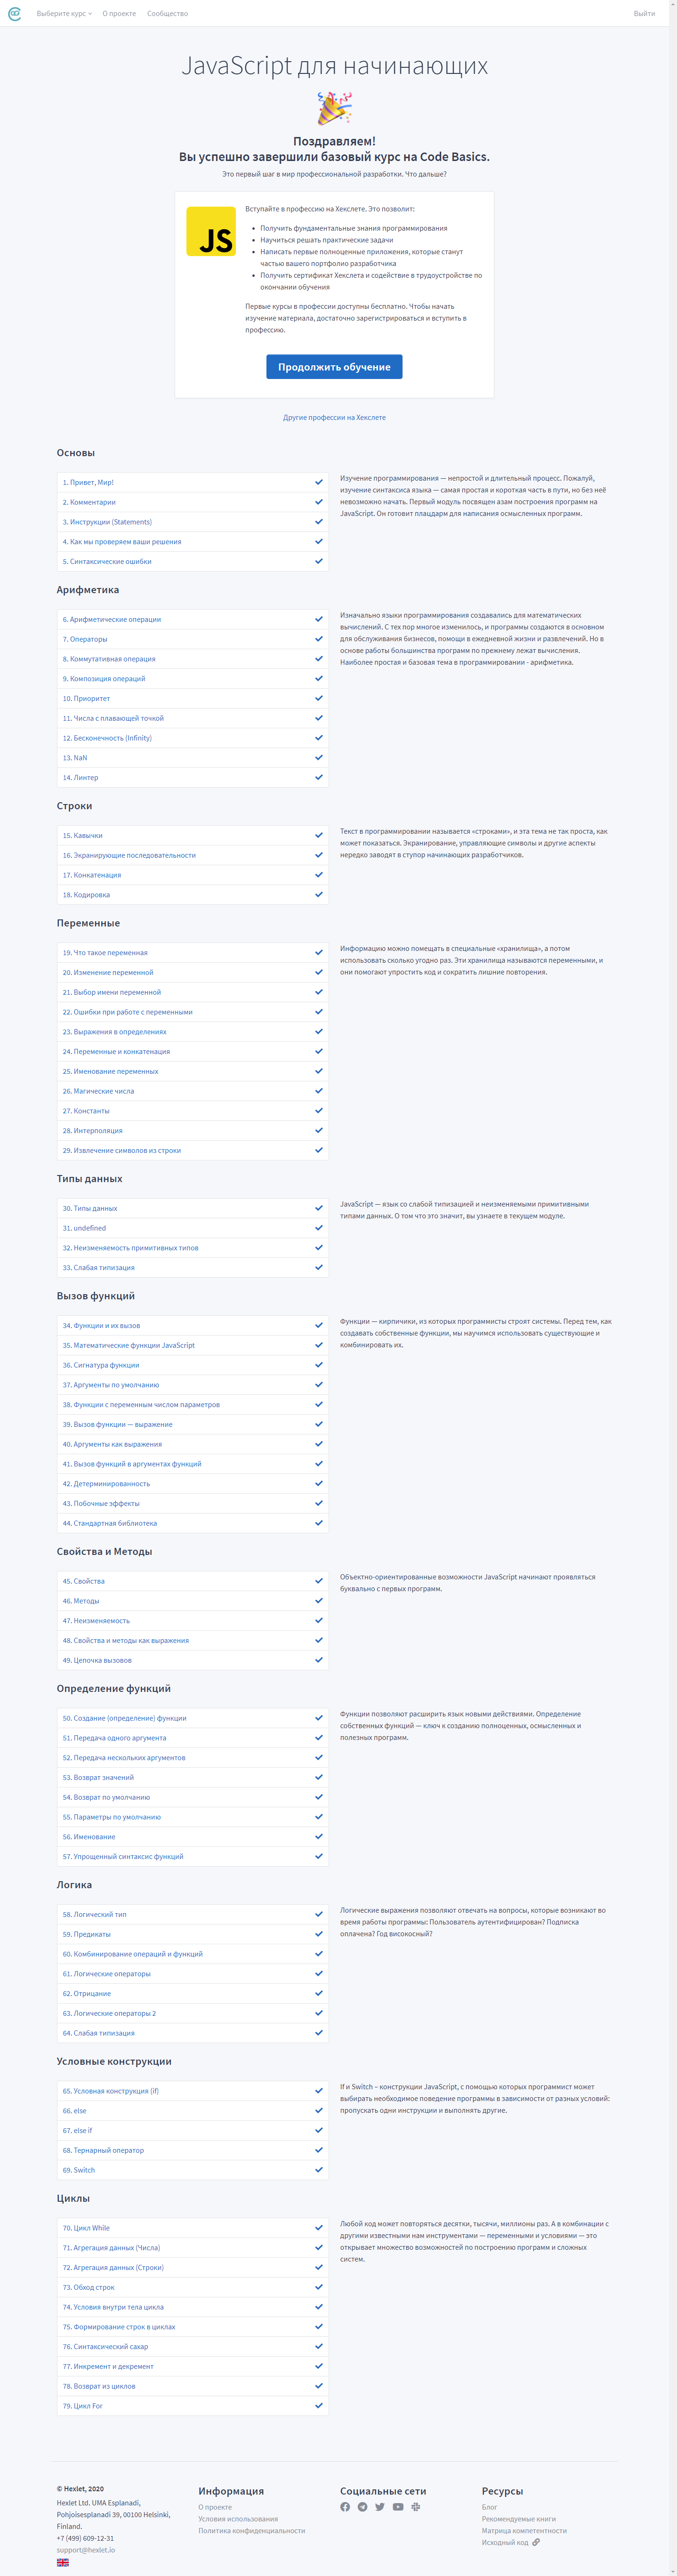 Выберите курс
О проекте
Сообщество
Выйти
JavaScript для начинающих
Поздравляем!
Вы успешно завершили базовый курс на Code Basics.
Это первый шаг в мир профессиональной разработки. Что дальше?
JS
Вступайте в профессию на Хекслете. Это позволит:
Получить фундаментальные знания программирования
Научиться решать практические задачи
Написать первые полноценные приложения, которые станут
частью вашего портфолио разработчика
Получить сертификат Хекслета и содействие в трудоустройстве по
окончании обучения
Первые курсы в профессии доступны бесплатно. Чтобы начать
изучение материала, достаточно зарегистрироваться и вступить в
профессию.
Продолжить обучение
Другие профессии на Хекслете
Основы
1. Привет, Мир!
2. Комментарии
3. Инструкции (Statements)
4. Как мы проверяем ваши решения
5. Синтаксические ошибки
Изучение программирования — непростой и длительный процесс. Пожалуй,
изучение синтаксиса языка — самая простая и короткая часть в пути, но без неё
невозможно начать. Первый модуль посвящен азам построения программ на
JavaScript. Он готовит плацдарм для написания осмысленных программ.
Арифметика
6. Арифметические операции
7. Операторы
8. Коммутативная операция
9. Композиция операций
10. Приоритет
11. Числа с плавающей точкой
12. Бесконечность (Infinity)
13. NaN
14. Линтер
Изначально языки программирования создавались для математических
вычислений. С тех пор многое изменилось, и программы создаются в основном
для обслуживания бизнесов, помощи в ежедневной жизни и развлечений. Но в
основе работы большинства программ по прежнему лежат вычисления.
Наиболее простая и базовая тема в программировании - арифметика.
Строки
15. Кавычки
16. Экранирующие последовательности
17. Конкатенация
18. Кодировка
Текст в программировании называется «строками», и эта тема не так проста, как
может показаться. Экранирование, управляющие символы и другие аспекты
нередко заводят в ступор начинающих разработчиков.
Переменные
19. Что такое переменная
20. Изменение переменной
21. Выбор имени переменной
22. Ошибки при работе с переменными
23. Выражения в определениях
24. Переменные и конкатенация
25. Именование переменных
26. Магические числа
27. Константы
28. Интерполяция
29. Извлечение символов из строки
Информацию можно помещать в специальные «хранилища», а потом
использовать сколько угодно раз. Эти хранилища называются переменными, и
они помогают упростить код и сократить лишние повторения.
Типы данных
30. Типы данных
31. undefined
32. Неизменяемость примитивных типов
33. Слабая типизация
JavaScript — язык со слабой типизацией и неизменяемыми примитивными
типами данных. О том что это значит, вы узнаете в текущем модуле.
Вызов функций
34. Функции и их вызов
35. Математические функции JavaScript
36. Сигнатура функции
37. Аргументы по умолчанию
38. Функции с переменным числом параметров
39. Вызов функции — выражение
40. Аргументы как выражения
41. Вызов функций в аргументах функций
42. Детерминированность
43. Побочные эффекты
44. Стандартная библиотека
Функции — кирпичики, из которых программисты строят системы. Перед тем, как
создавать собственные функции, мы научимся использовать существующие и
комбинировать их.
Свойства и Методы
45. Свойства
46. Методы
47. Неизменяемость
48. Свойства и методы как выражения
49. Цепочка вызовов
Объектно-ориентированные возможности JavaScript начинают проявляться
буквально с первых программ.
Определение функций
50. Создание (определение) функции
51. Передача одного аргумента
52. Передача нескольких аргументов
53. Возврат значений
54. Возврат по умолчанию
55. Параметры по умолчанию
56. Именование
57. Упрощенный синтаксис функций
Функции позволяют расширить язык новыми действиями. Определение
собственных функций — ключ к созданию полноценных, осмысленных и
полезных программ.
Логика
58. Логический тип
59. Предикаты
60. Комбинирование операций и функций
61. Логические операторы
62. Отрицание
63. Логические операторы 2
64. Слабая типизация
Логические выражения позволяют отвечать на вопросы, которые возникают во
время работы программы: Пользователь аутентифицирован? Подписка
оплачена? Год високосный?
Условные конструкции
65. Условная конструкция (if)
66. else
67. else if
68. Тернарный оператор
69. Switch
If и Switch – конструкции JavaScript, с помощью которых программист может
выбирать необходимое поведение программы в зависимости от разных условий:
пропускать одни инструкции и выполнять другие.
Циклы
70. Цикл While
71. Агрегация данных (Числа)
72. Агрегация данных (Строки)
73. Обход строк
74. Условия внутри тела цикла
75. Формирование строк в циклах
76. Синтаксический сахар
77. Инкремент и декремент
78. Возврат из циклов
79. Цикл For
Любой код может повторяться десятки, тысячи, миллионы раз. А в комбинации с
другими известными нам инструментами — переменными и условиями — это
открывает множество возможностей по построению программ и сложных
систем.
© Hexlet, 2020
Hexlet Ltd. UMA Esplanadi,
Pohjoisesplanadi 39, 00100 Helsinki,
Finland.
+7 (499) 609-12-31
support@hexlet.io
Информация
О проекте
Условия использования
Политика конфиденциальности
Социальные сети
Ресурсы
Блог
Рекомендуемые книги
Матрица компетентности
Исходный код